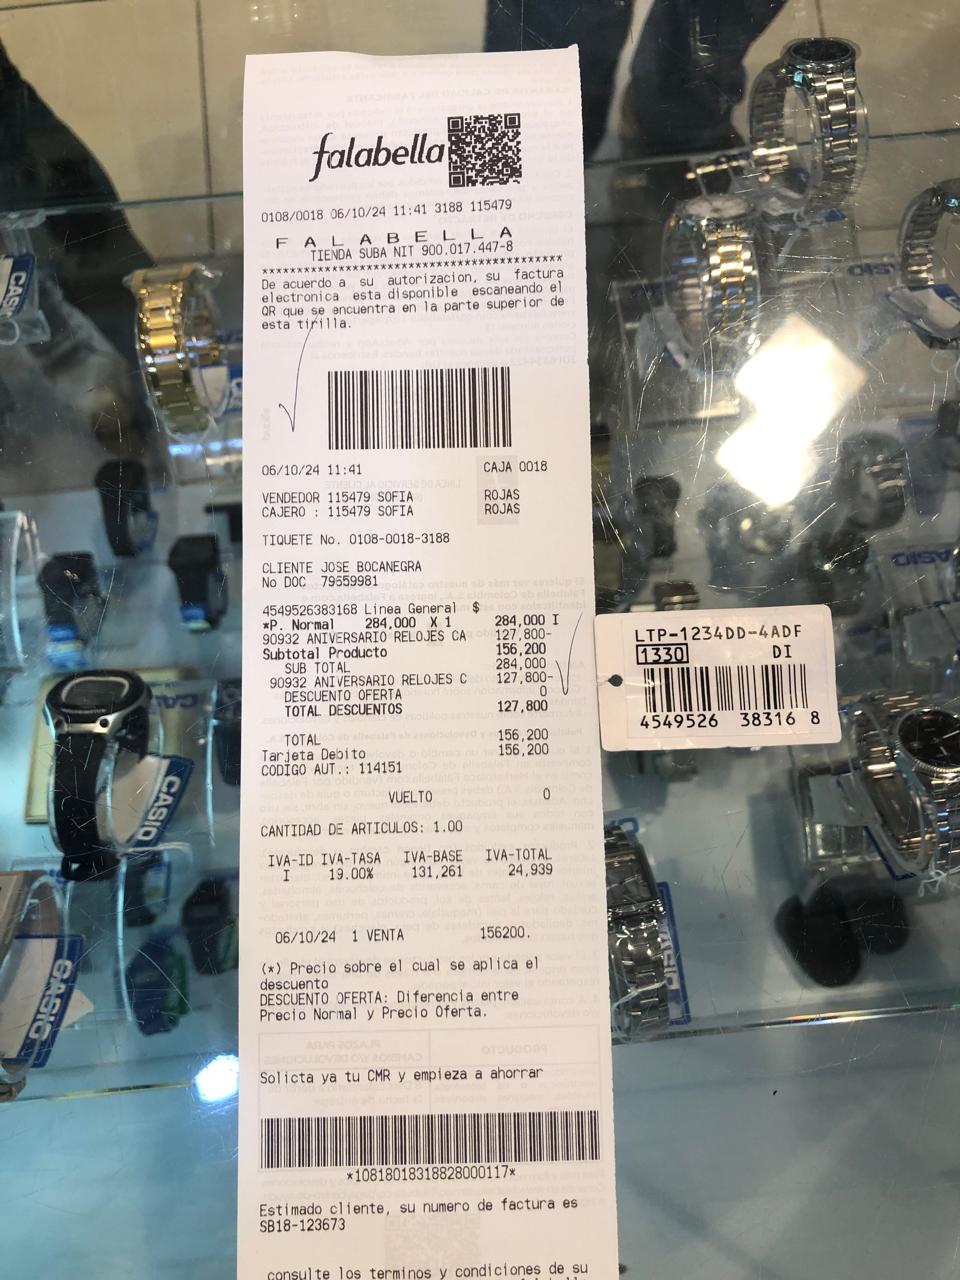 falabella
0108/0018 06/10/24 11:41 3188 115479
F A L A B E L L A
TIENDA SUBA NIT 900.017.447-8
**********************************************
De acuerdo a su autorizacion, su factura
electronica esta disponible escaneando el
QR que se encuentra en la parte superior de
esta tirilla.
06/10/24 11:41 CAJA 0018
VENDEDOR 115479 SOFIA ROJAS
CAJERO : 115479 SOFIA ROJAS
TIQUETE No. 0108-0018-3188
CLIENTE JOSE BOCANEGRA
No DOC 79659981
4549526383168 Linea General $
*P. Normal 284,000 X 1 284,000 I
90932 ANIVERSARIO RELOJES CA 127,800-
Subtotal Producto 156,200
SUB TOTAL 284,000
90932 ANIVERSARIO RELOJES C 127,800-
DESCUENTO OFERTA 0
TOTAL DESCUENTOS 127,800
TOTAL 156,200
Tarjeta Debito 156,200
CODIGO AUT.: 114151
VUELTO 0
CANTIDAD DE ARTICULOS: 1.00
IVA-ID IVA-TASA IVA-BASE IVA-TOTAL
I 19.00% 131,261 24,939
06/10/24 1 VENTA 156200.
(*) Precio sobre el cual se aplica el
descuento
DESCUENTO OFERTA: Diferencia entre
Precio Normal y Precio Oferta.
Solicta ya tu CMR y empieza a ahorrar
*10818018318828000117*
Estimado cliente, su numero de factura es
SB18-123673
consulte los terminos y condiciones de su
LTP-1234DD-4ADF
1330 DI
4549526 38316 8
CASIO
CASIO
CASIO
CASIO
CASIO